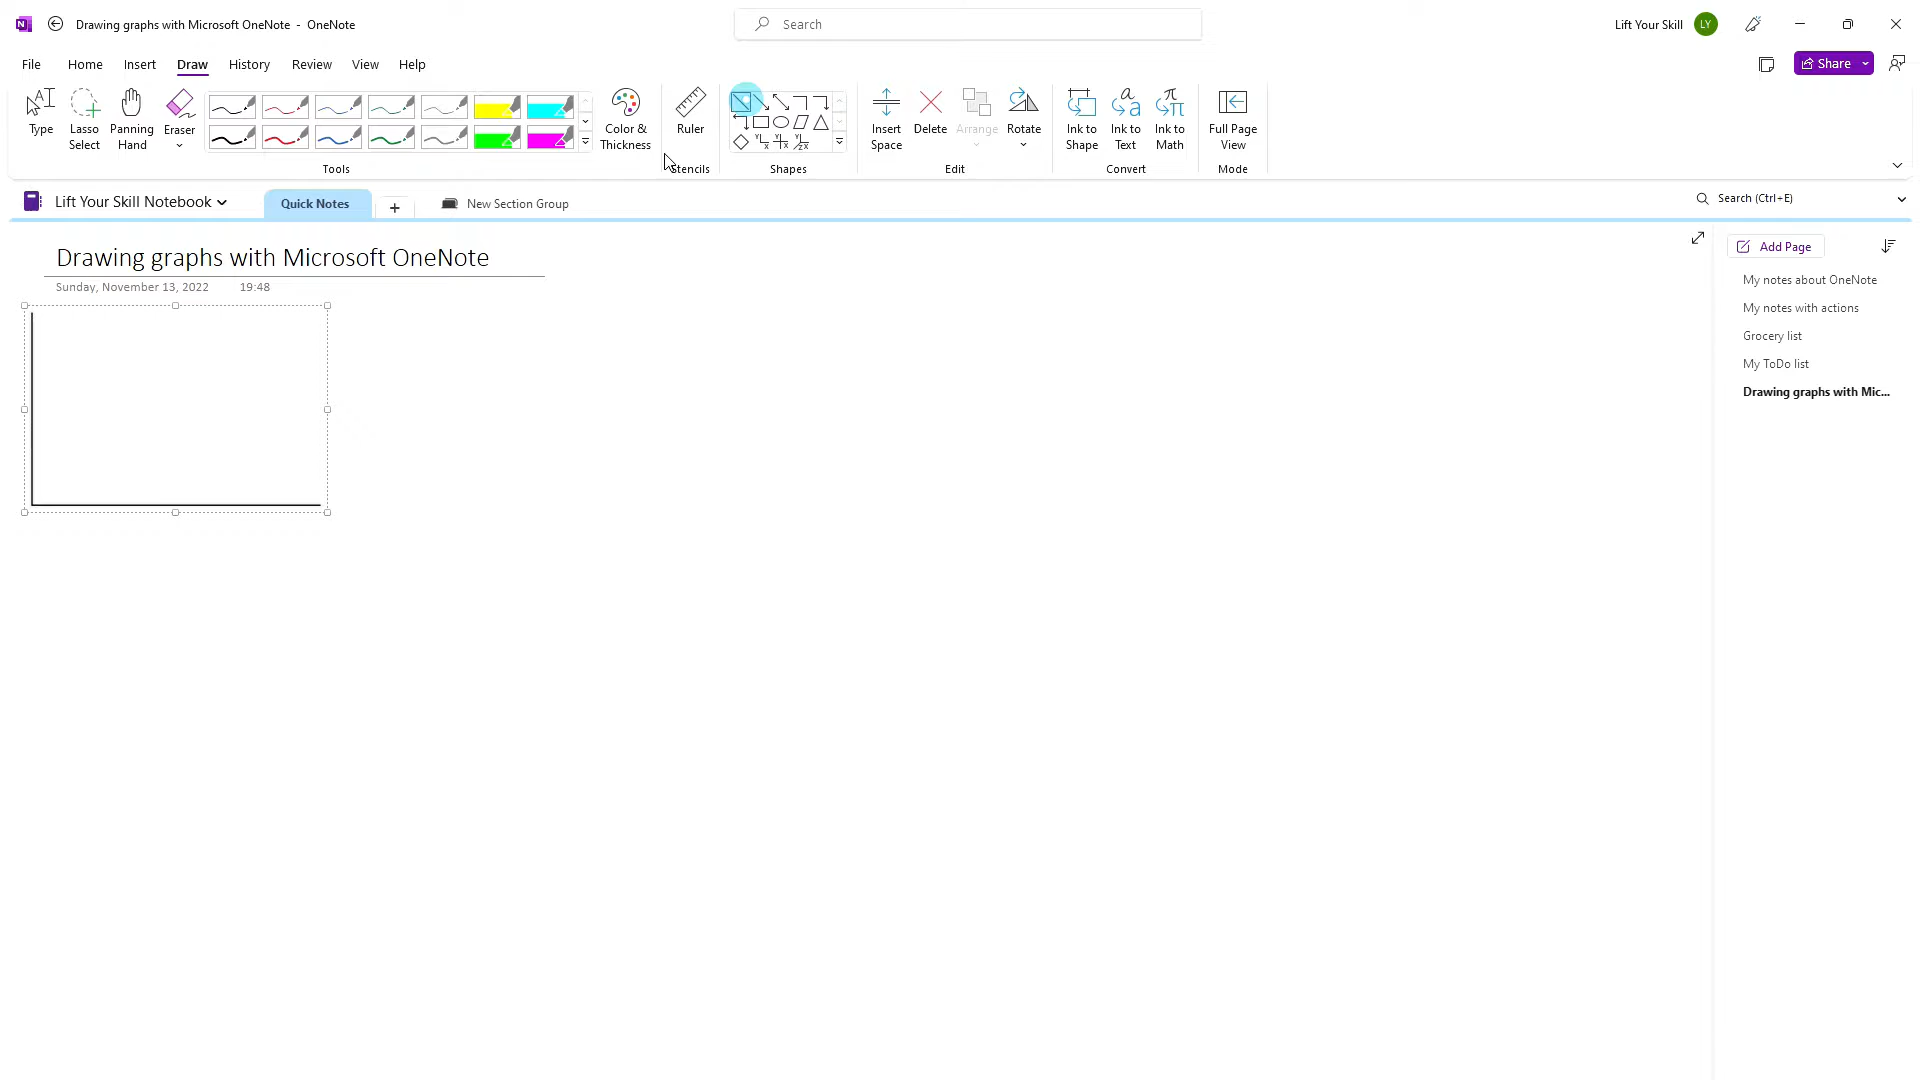 Drawing graphs with Microsoft OneNote - OneNote
Search
Lift Your Skill LY
File Home Insert Draw History Review View Help
Share
Type
Lasso Select
Panning Hand
Eraser
Color & Thickness
Ruler
Insert Space
Delete
Arrange
Rotate
Ink to Shape
Ink to Text
Ink to Math
Full Page View
Tools
Stencils
Shapes
Edit
Convert
Mode
Lift Your Skill Notebook
Quick Notes
New Section Group
Search (Ctrl+E)
Drawing graphs with Microsoft OneNote
Sunday, November 13, 2022 19:48
Add Page
My notes about OneNote
My notes with actions
Grocery list
My ToDo list
Drawing graphs with Mic...